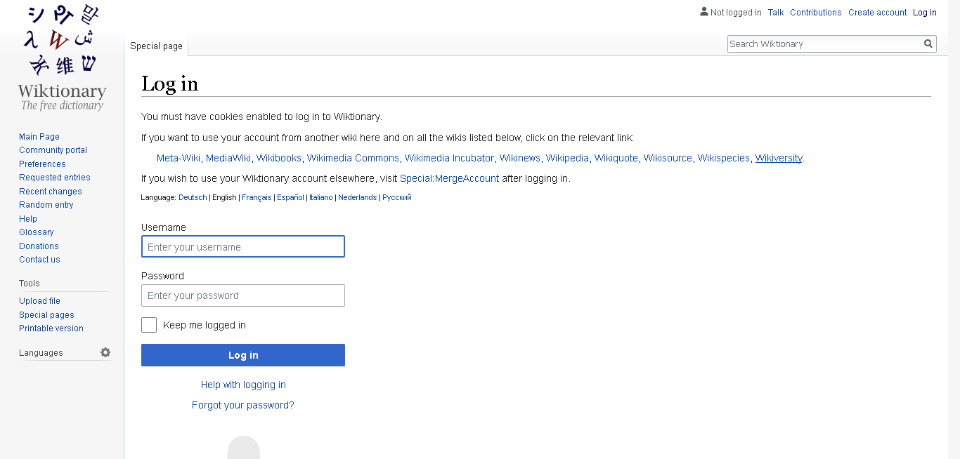 Not logged in Talk Contributions Create account Log in
Special page
Search Wiktionary
Wiktionary
The free dictionary
Main Page
Community portal
Preferences
Requested entries
Recent changes
Random entry
Help
Glossary
Donations
Contact us
Tools
Upload file
Special pages
Printable version
Languages
Log in
You must have cookies enabled to log in to Wiktionary.
If you want to use your account from another wiki here and on all the wikis listed below, click on the relevant link:
Meta-Wiki, MediaWiki, Wikibooks, Wikimedia Commons, Wikimedia Incubator, Wikinews, Wikipedia, Wikiquote, Wikisource, Wikispecies, Wikiversity.
If you wish to use your Wiktionary account elsewhere, visit Special:MergeAccount after logging in.
Language: Deutsch | English | Français | Español | Italiano | Nederlands | Русский
Username
Enter your username
Password
Enter your password
Keep me logged in
Log in
Help with logging in
Forgot your password?